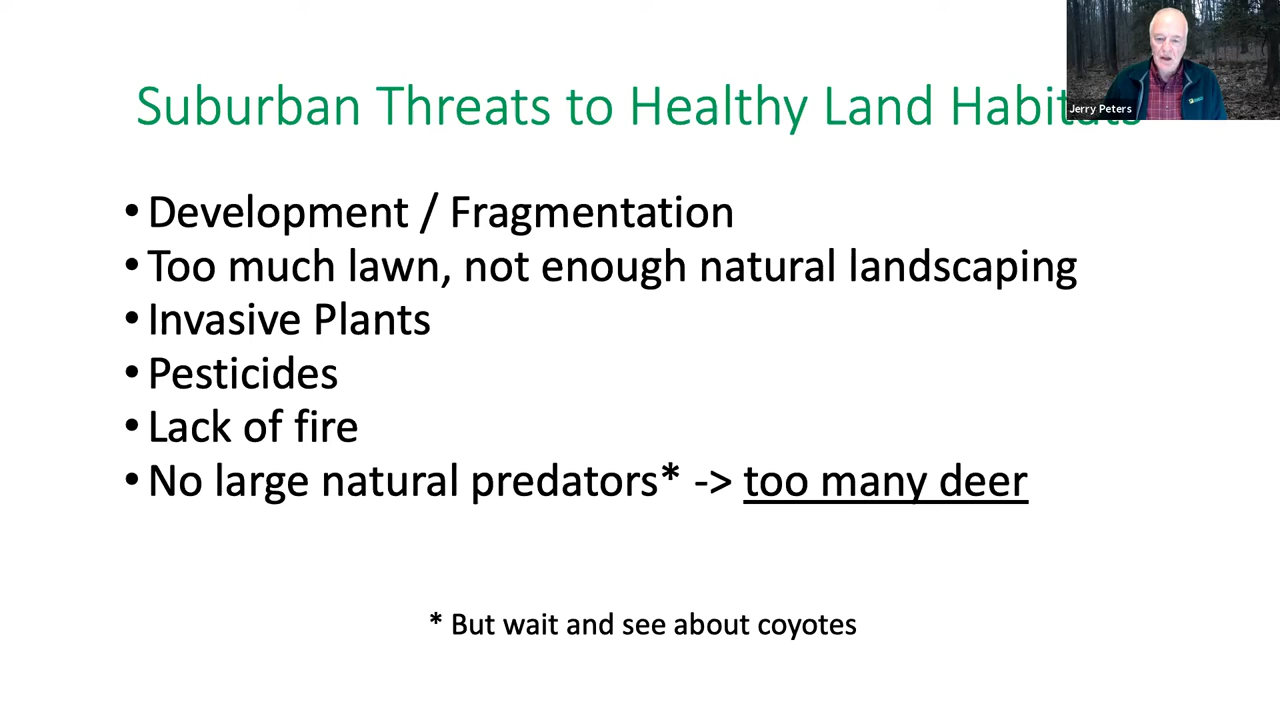 Suburban Threats to Healthy Land Habitats
Jerry Peters
• Development / Fragmentation
• Too much lawn, not enough natural landscaping
• Invasive Plants
• Pesticides
• Lack of fire
• No large natural predators* -> too many deer
* But wait and see about coyotes